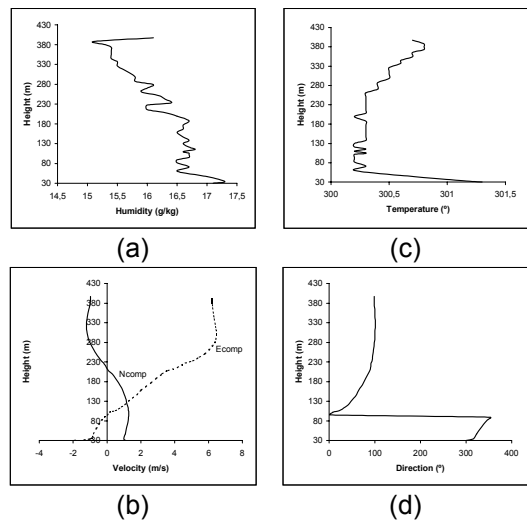 430
380
330
280
230
180
130
80
30
Height (m)
14,5 15 15,5 16 16,5 17 17,5
Humidity (g/kg)
(a)
430
380
330
280
230
180
130
80
30
Height (m)
300 300,5 301 301,5
Temperature (º)
(c)
430
380
330
280
230
180
130
80
30
Height (m)
Ncomp
Ecomp
-4 -2 0 2 4 6 8
Velocity (m/s)
(b)
430
380
330
280
230
180
130
80
30
Height (m)
0 100 200 300 400
Direction (º)
(d)